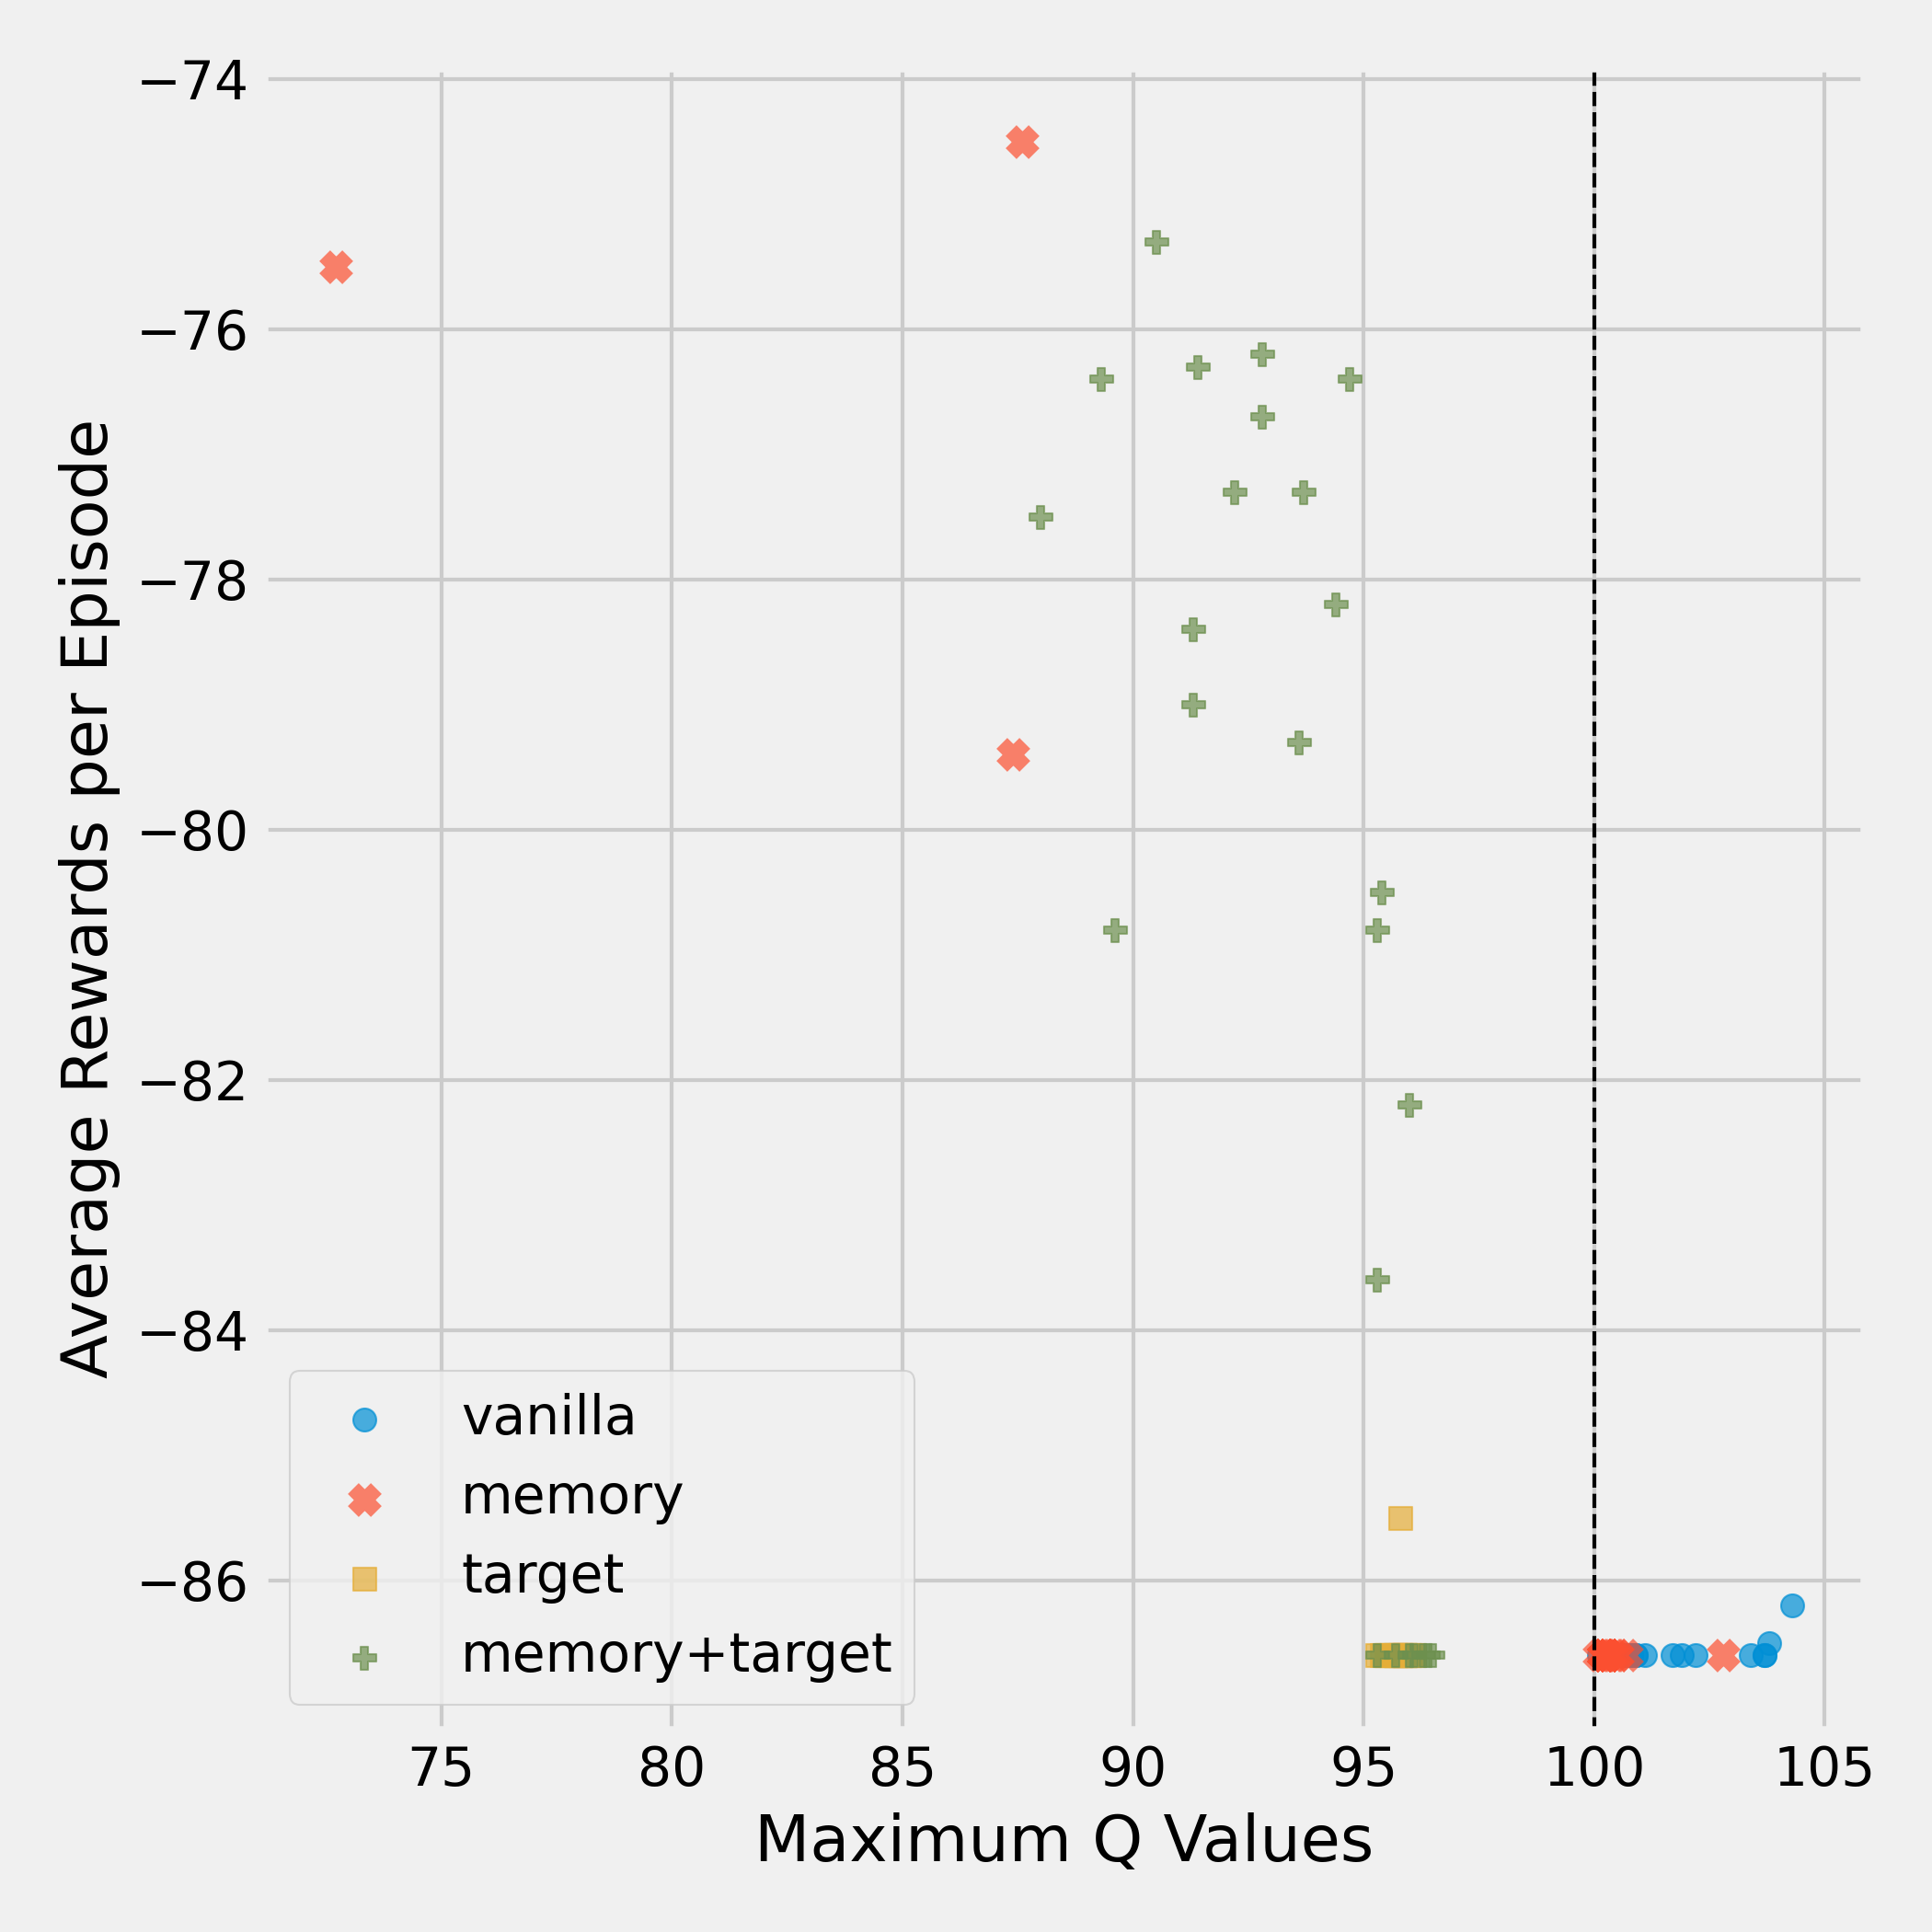 −74
−76
−78
−80
−82
−84
−86
Average Rewards per Episode
vanilla
memory
target
memory+target
75 80 85 90 95 100 105
Maximum Q Values